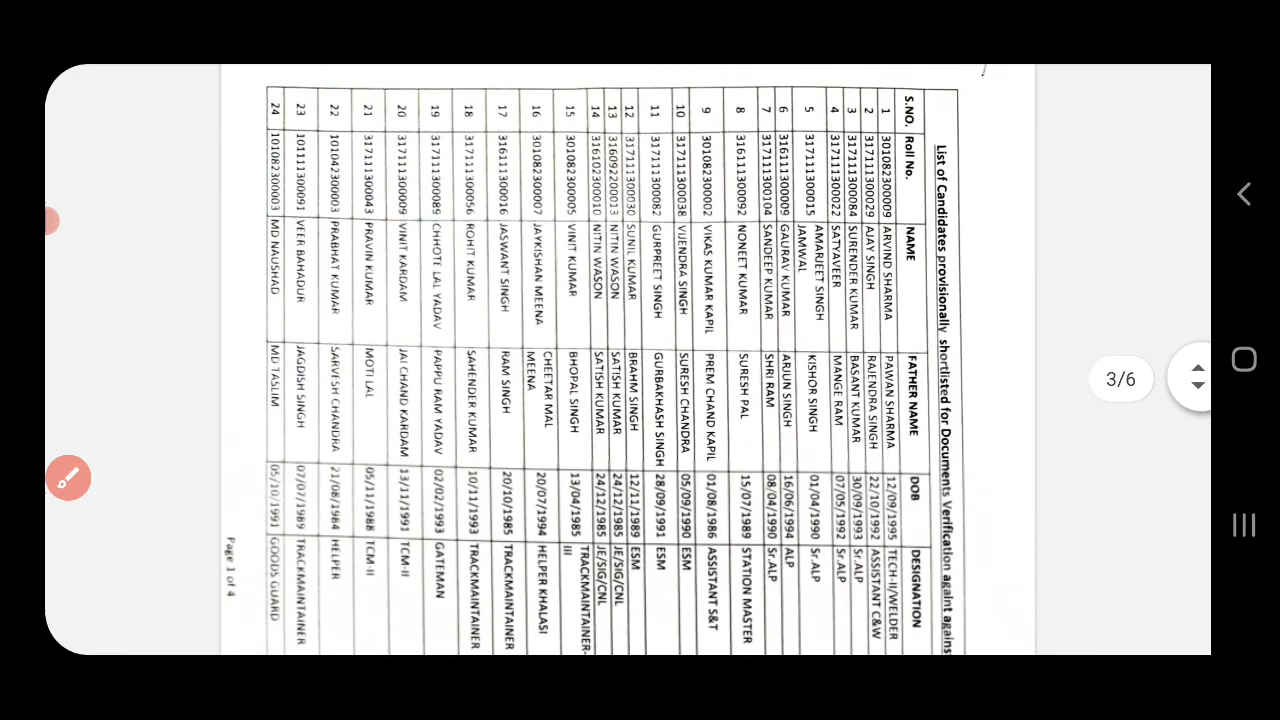 List of Candidates provisionally shortlisted for Documents Verification againt agains
S.NO. Roll No. NAME FATHER NAME DOB DESIGNATION
1 301082300009 ARVIND SHARMA PAWAN SHARMA 12/09/1995 TECH-II/WELDER
2 317111300029 AJAY SINGH RAJENDRA SINGH 22/10/1992 ASSISTANT C&W
3 317111300084 SURENDER KUMAR BASANT KUMAR 30/09/1993 Sr.ALP
4 317111300022 SATYAVEER MANGE RAM 07/05/1992 Sr.ALP
5 317111300015 AMARJEET SINGH JAMWAL KISHOR SINGH 01/04/1990 Sr.ALP
6 316111300009 GAURAV KUMAR ARJUN SINGH 16/06/1994 ALP
7 317111300104 SANDEEP KUMAR SHRI RAM 08/04/1990 Sr.ALP
8 316111300092 NONEET KUMAR SURESH PAL 15/07/1989 STATION MASTER
9 301082300002 VIKAS KUMAR KAPIL PREM CHAND KAPIL 01/08/1986 ASSISTANT S&T
10 317111300038 VIJENDRA SINGH SURESH CHANDRA 05/09/1990 ESM
11 317111300082 GURPREET SINGH GURBAKHASH SINGH 28/09/1991 ESM
12 317111300030 SUNIL KUMAR BRAHM SINGH 12/11/1989 ESM
13 316092200013 NITIN WASON SATISH KUMAR 24/12/1985 JE/SIG/CNL
14 316102300010 NITIN WASON SATISH KUMAR 24/12/1985 JE/SIG/CNL
15 301082300005 VINIT KUMAR BHOPAL SINGH 13/04/1985 TRACKMAINTAINER-III
16 301082300007 JAYKISHAN MEENA CHEETAR MAL MEENA 20/07/1994 HELPER KHALASI
17 316111300016 JASWANT SINGH RAM SINGH 20/10/1985 TRACKMAINTAINER
18 317111300056 ROHIT KUMAR SAHENDER KUMAR 10/11/1993 TRACKMAINTAINER
19 317111300089 CHHOTE LAL YADAV PAPPU RAM YADAV 02/02/1993 GATEMAN
20 317111300009 VINIT KARDAM JAI CHAND KARDAM 13/11/1991 TCM-II
21 317111300043 PRAVIN KUMAR MOTI LAL 05/11/1988 TCM-II
22 101042300003 PRABHAT KUMAR SARVESH CHANDRA 21/08/1984 HELPER
23 101111300091 VEER BAHADUR JAGDISH SINGH 07/07/1989 TRACKMAINTAINER
24 101082300003 MD NAUSHAD MD TASLIM 05/10/1991 GOODS GUARD
Page 1 of 4
3/6